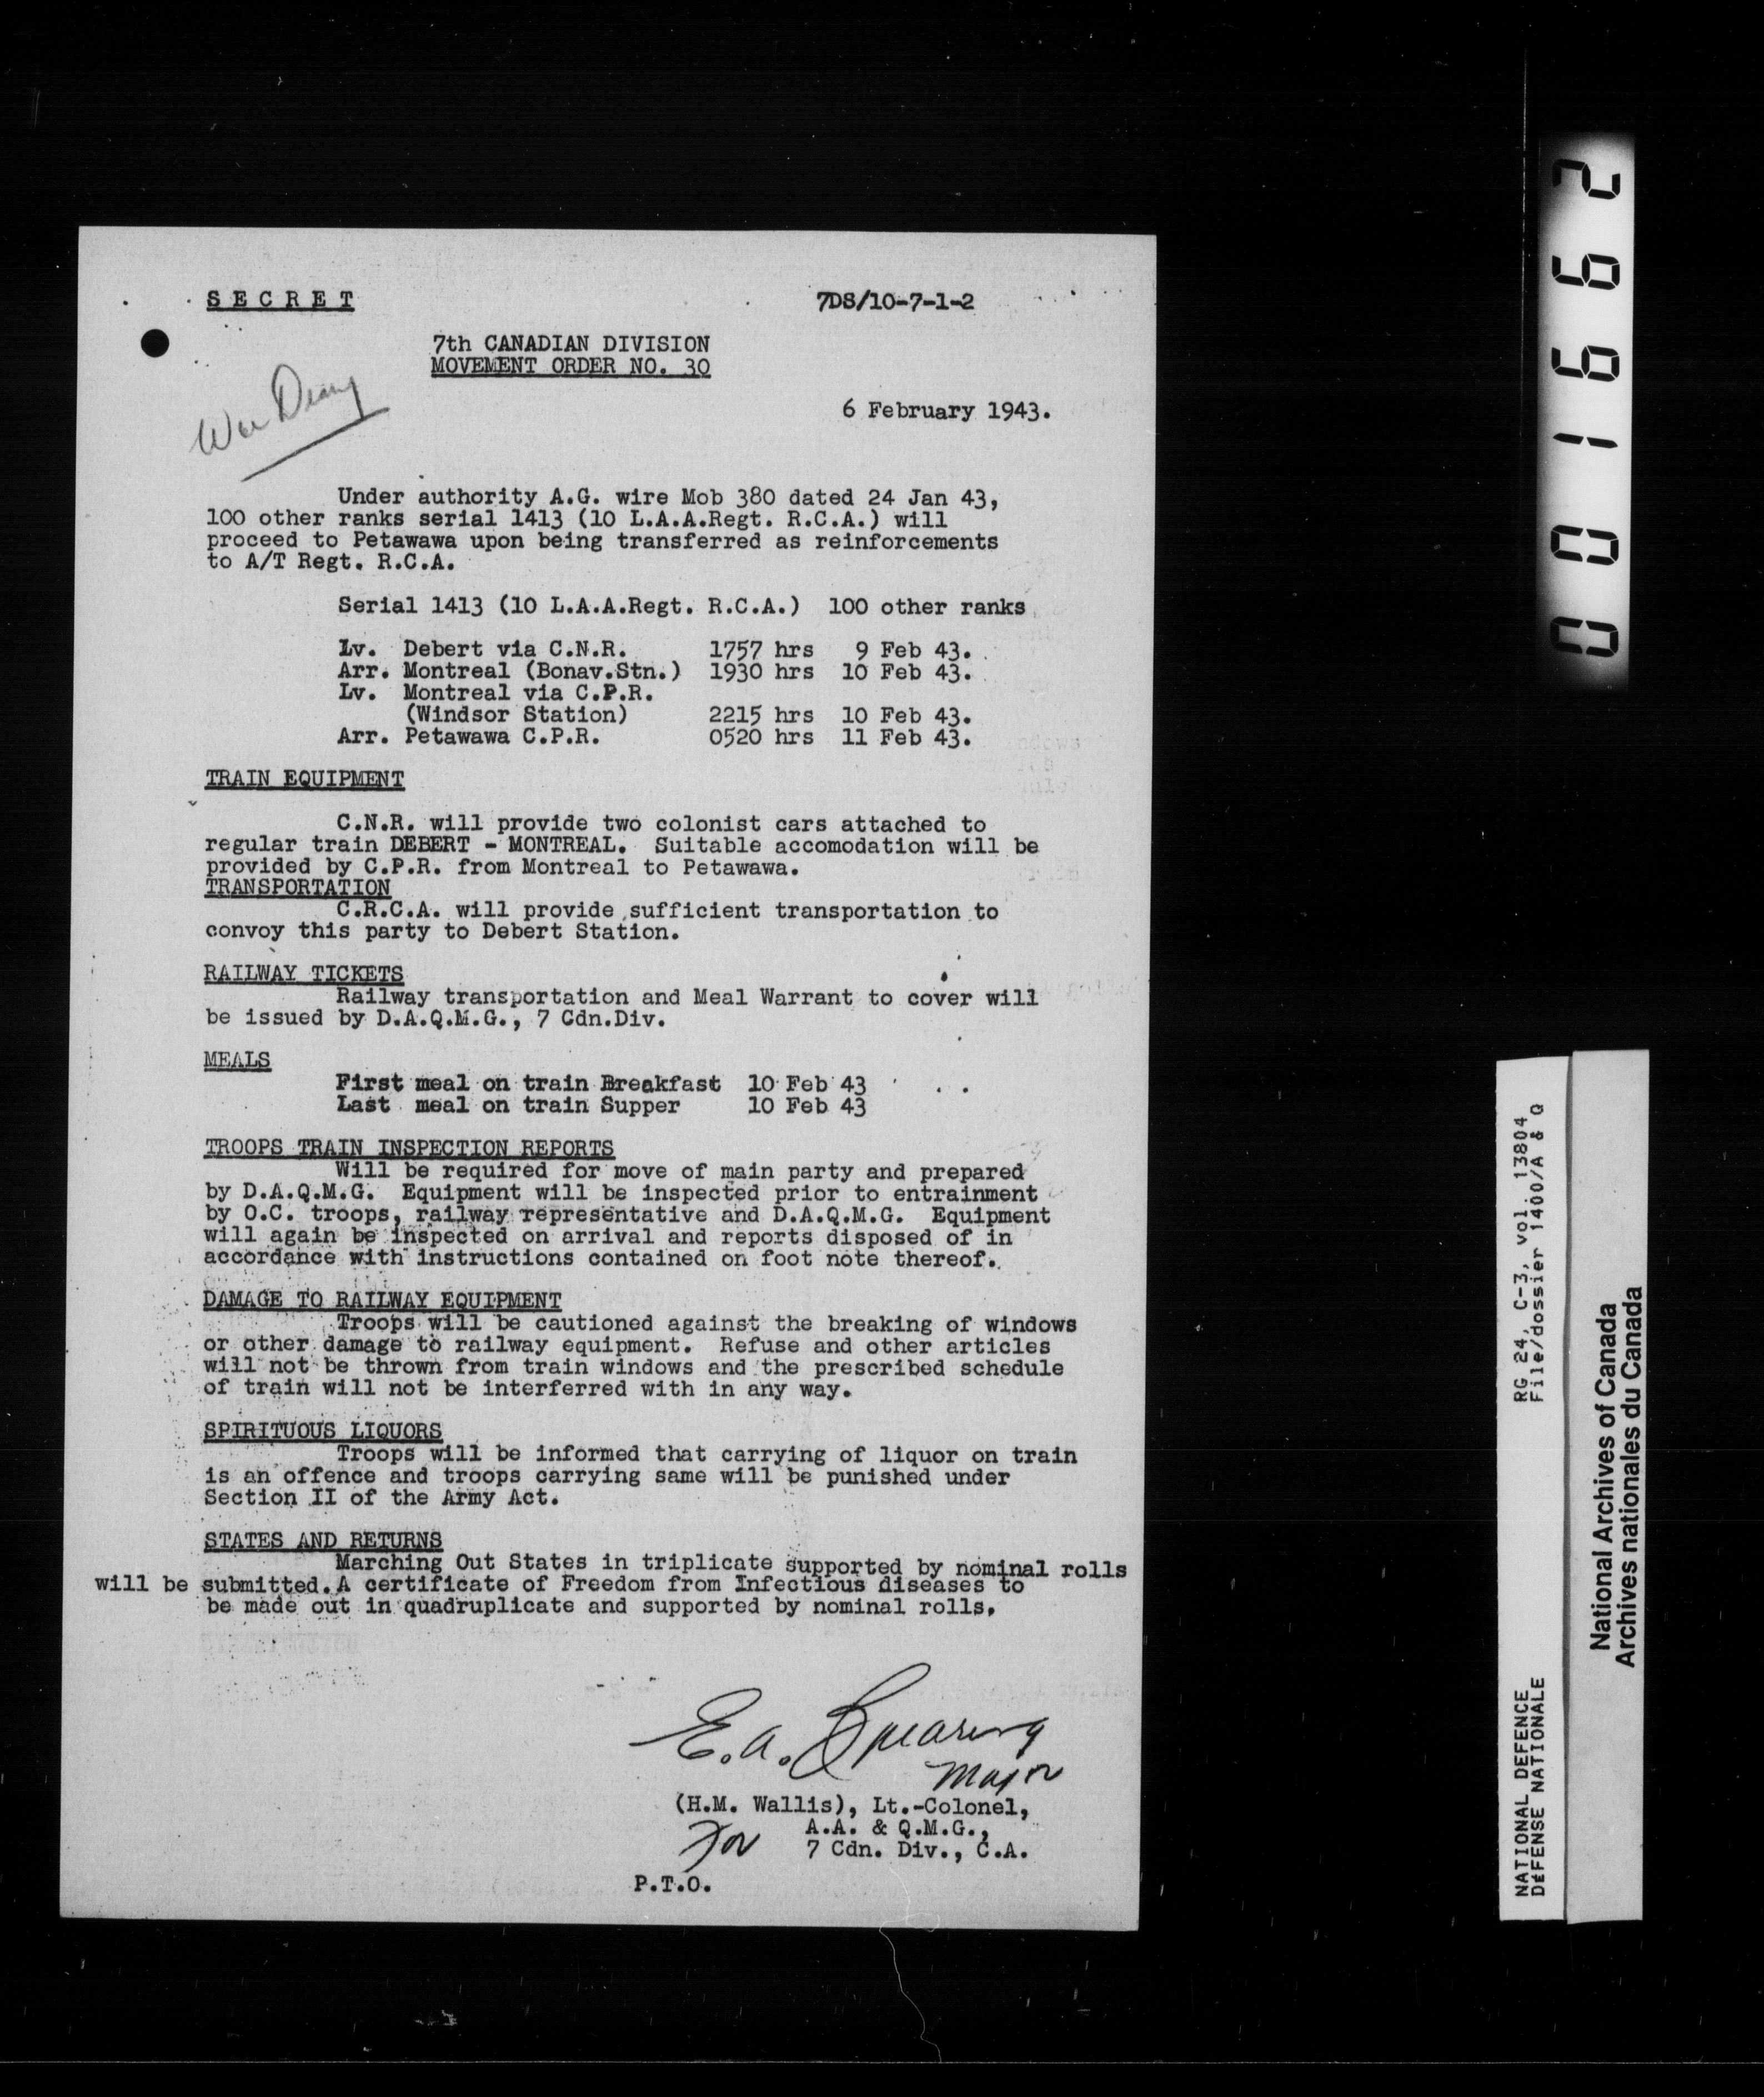 SECRET
7DS/10-7-1-2
7th CANADIAN DIVISION
MOVEMENT ORDER NO. 30
War Diary
6 February 1943.
Under authority A.G. wire Mob 380 dated 24 Jan 43,
100 other ranks serial 1413 (10 L.A.A.Regt. R.C.A.) will
proceed to Petawawa upon being transferred as reinforcements
to A/T Regt. R.C.A.
Serial 1413 (10 L.A.A.Regt. R.C.A.) 100 other ranks
Lv. Debert via C.N.R. 1757 hrs 9 Feb 43.
Arr. Montreal (Bonav.Stn.) 1930 hrs 10 Feb 43.
Lv. Montreal via C.P.R.
(Windsor Station) 2215 hrs 10 Feb 43.
Arr. Petawawa C.P.R. 0520 hrs 11 Feb 43.
TRAIN EQUIPMENT
C.N.R. will provide two colonist cars attached to
regular train DEBERT - MONTREAL. Suitable accomodation will be
provided by C.P.R. from Montreal to Petawawa.
TRANSPORTATION
C.R.C.A. will provide sufficient transportation to
convoy this party to Debert Station.
RAILWAY TICKETS
Railway transportation and Meal Warrant to cover will
be issued by D.A.Q.M.G., 7 Cdn.Div.
MEALS
First meal on train Breakfast 10 Feb 43
Last meal on train Supper 10 Feb 43
TROOPS TRAIN INSPECTION REPORTS
Will be required for move of main party and prepared
by D.A.Q.M.G. Equipment will be inspected prior to entrainment
by O.C. troops, railway representative and D.A.Q.M.G. Equipment
will again be inspected on arrival and reports disposed of in
accordance with instructions contained on foot note thereof.
DAMAGE TO RAILWAY EQUIPMENT
Troops will be cautioned against the breaking of windows
or other damage to railway equipment. Refuse and other articles
will not be thrown from train windows and the prescribed schedule
of train will not be interferred with in any way.
SPIRITUOUS LIQUORS
Troops will be informed that carrying of liquor on train
is an offence and troops carrying same will be punished under
Section II of the Army Act.
STATES AND RETURNS
Marching Out States in triplicate supported by nominal rolls
will be submitted. A certificate of Freedom from Infectious diseases to
be made out in quadruplicate and supported by nominal rolls.
E.A. Spearing
Major
(H.M. Wallis), Lt.-Colonel,
A.A. & Q.M.G.,
For 7 Cdn. Div., C.A.
P.T.O.
001662
RG 24, C-3, vol. 13804
File/dossier 1400/A & Q
NATIONAL DEFENCE
DÉFENSE NATIONALE
National Archives of Canada
Archives nationales du Canada